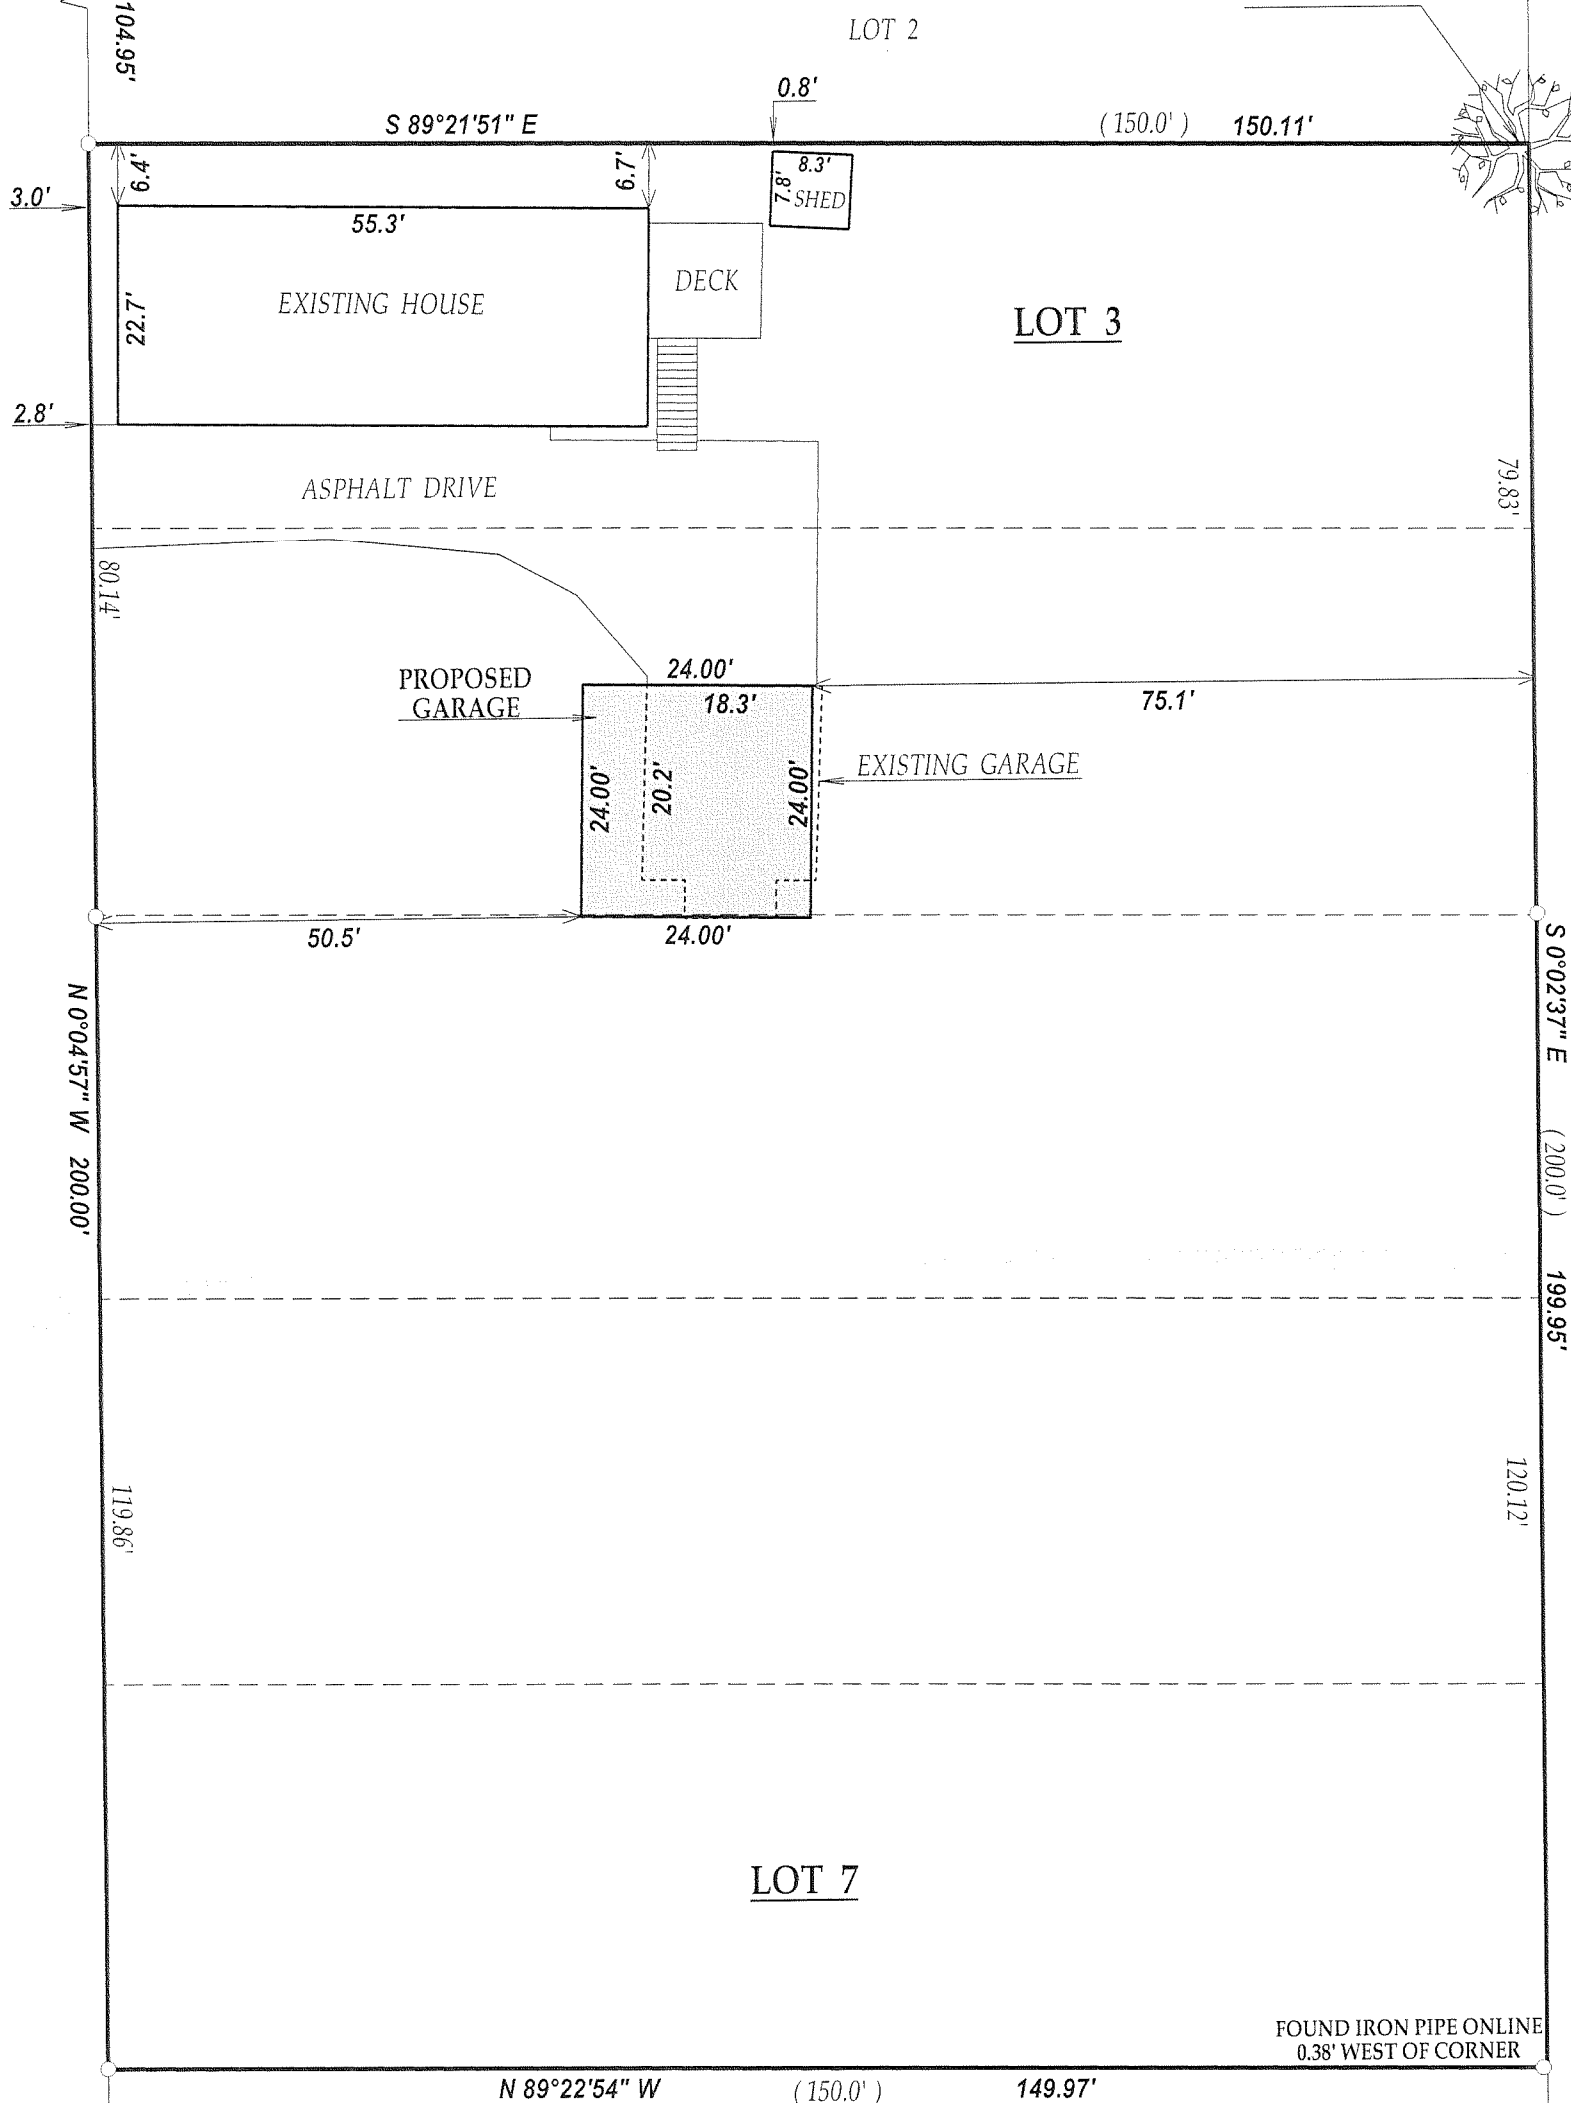 104.95'
LOT 2
0.8'
S 89°21'51" E
( 150.0' ) 150.11'
6.4'
6.7'
8.3'
7.8'
SHED
3.0'
55.3'
DECK
EXISTING HOUSE
22.7'
LOT 3
2.8'
ASPHALT DRIVE
79.83'
80.14'
24.00'
PROPOSED
GARAGE
18.3'
75.1'
EXISTING GARAGE
24.00'
20.2'
24.00'
50.5'
24.00'
S 0°02'37" E ( 200.0' ) 199.95'
N 0°04'57" W 200.00'
119.86'
120.12'
LOT 7
FOUND IRON PIPE ONLINE
0.38' WEST OF CORNER
N 89°22'54" W ( 150.0' ) 149.97'